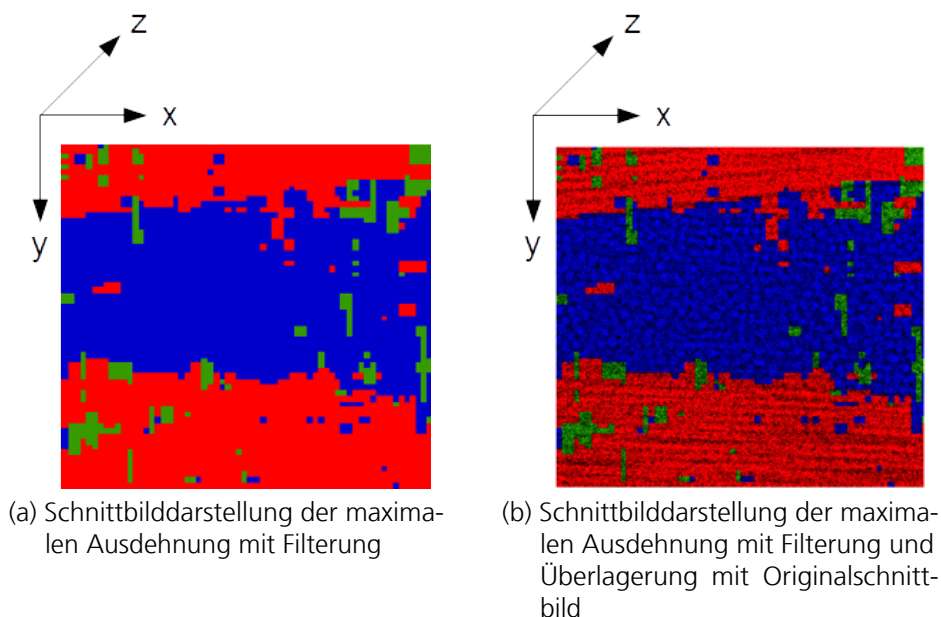 z
x
y
(a) Schnittbilddarstellung der maxima-
len Ausdehnung mit Filterung
z
x
y
(b) Schnittbilddarstellung der maxima-
len Ausdehnung mit Filterung und
Überlagerung mit Originalschnitt-
bild